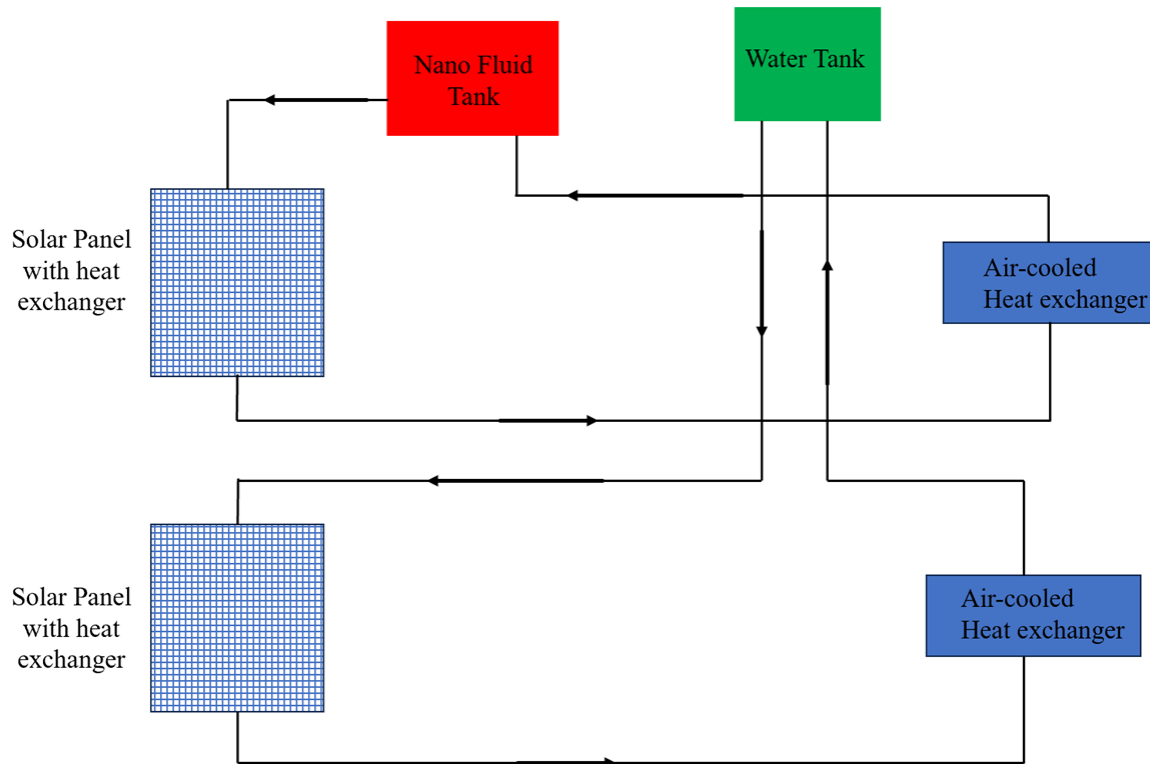 Nano Fluid
Tank
Water Tank
Solar Panel
with heat
exchanger
Air-cooled
Heat exchanger
Solar Panel
with heat
exchanger
Air-cooled
Heat exchanger